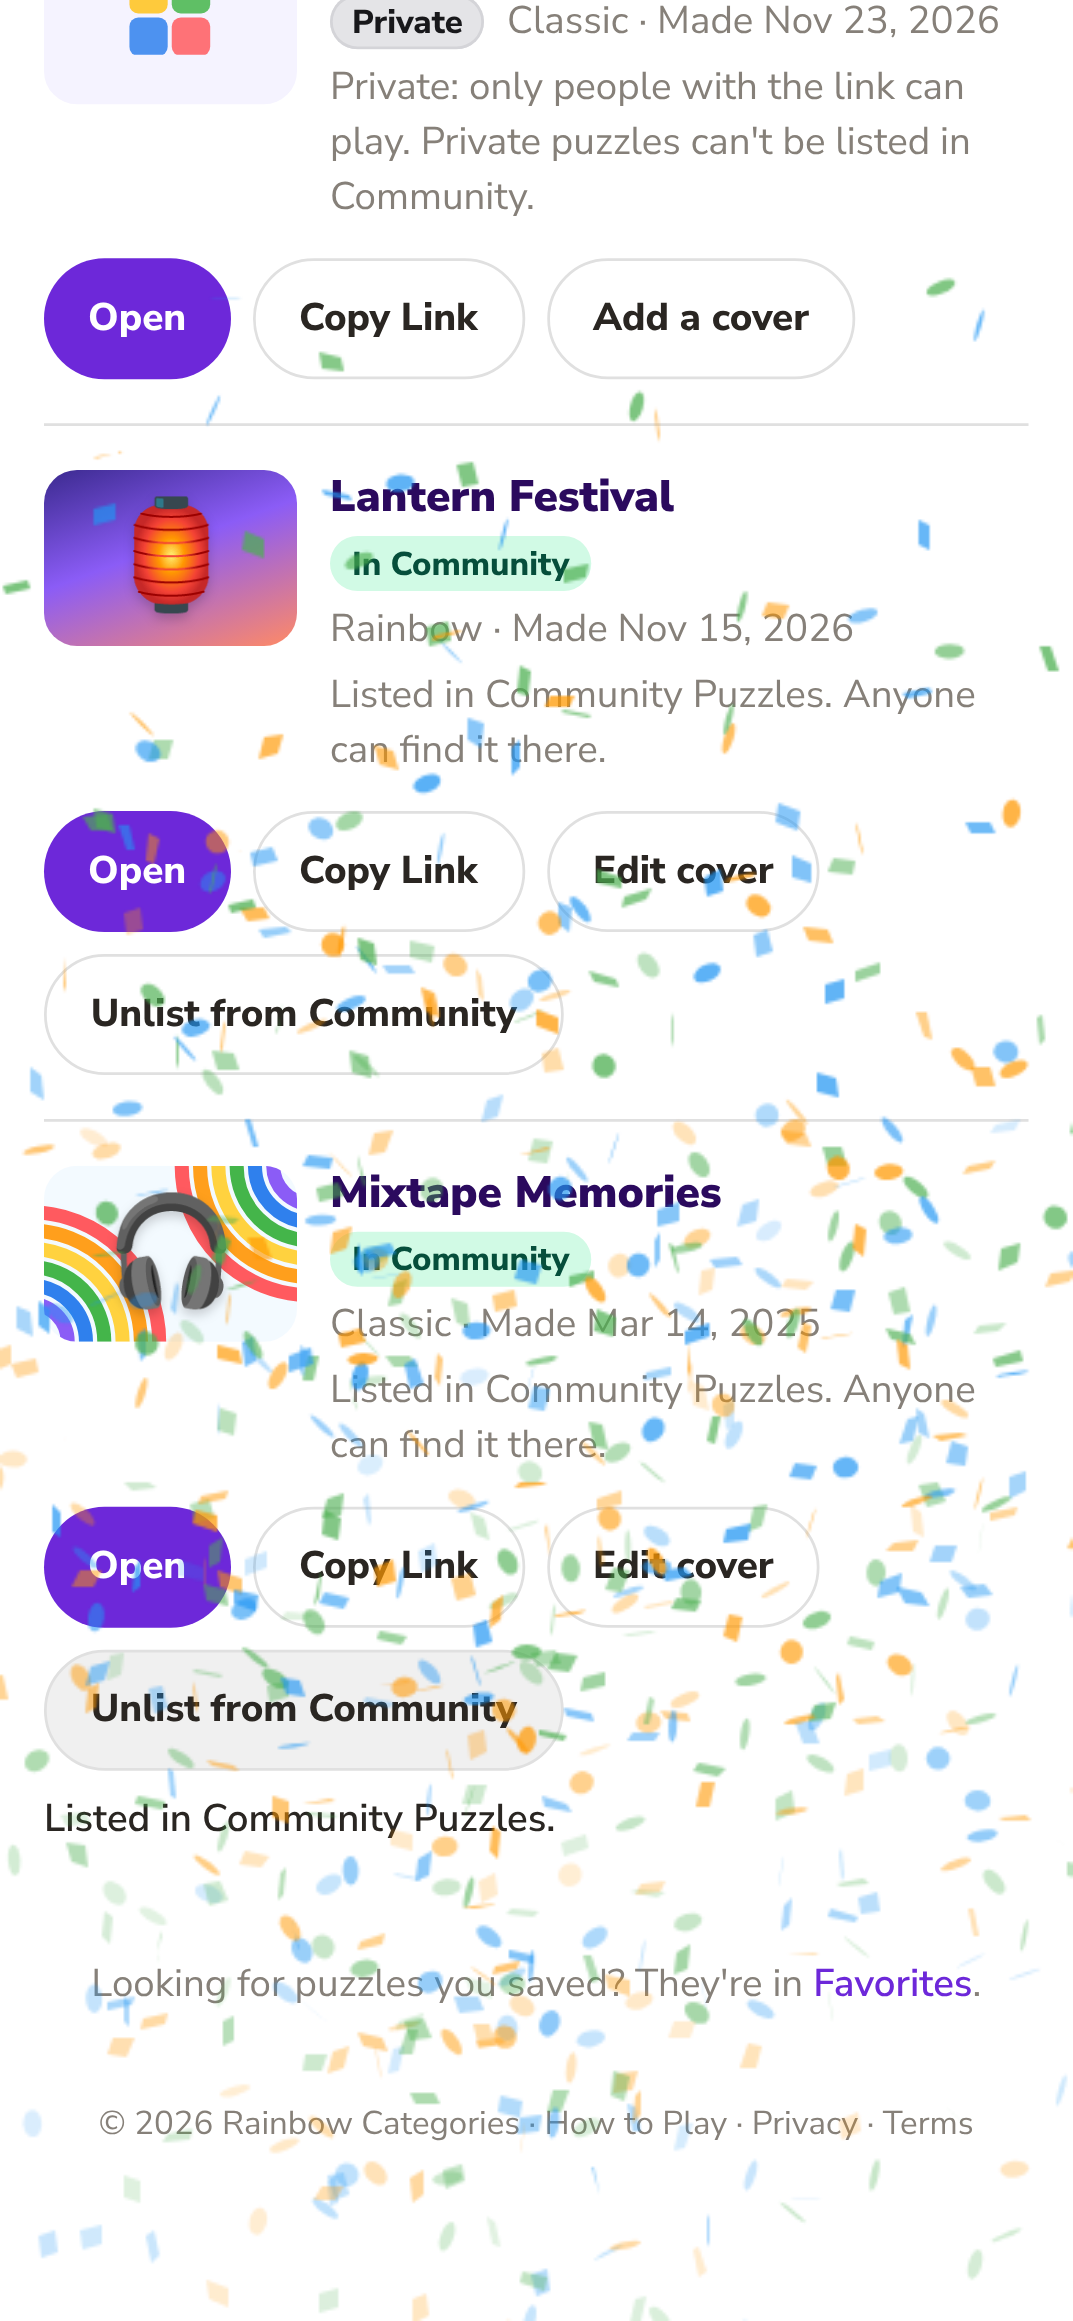 Private Classic · Made Nov 23, 2026
Private: only people with the link can
play. Private puzzles can't be listed in
Community.
Open Copy Link Add a cover
Lantern Festival
In Community
Rainbow · Made Nov 15, 2026
Listed in Community Puzzles. Anyone
can find it there.
Open Copy Link Edit cover
Unlist from Community
Mixtape Memories
In Community
Classic · Made Mar 14, 2025
Listed in Community Puzzles. Anyone
can find it there.
Open Copy Link Edit cover
Unlist from Community
Listed in Community Puzzles.
Looking for puzzles you saved? They're in Favorites.
© 2026 Rainbow Categories · How to Play · Privacy · Terms